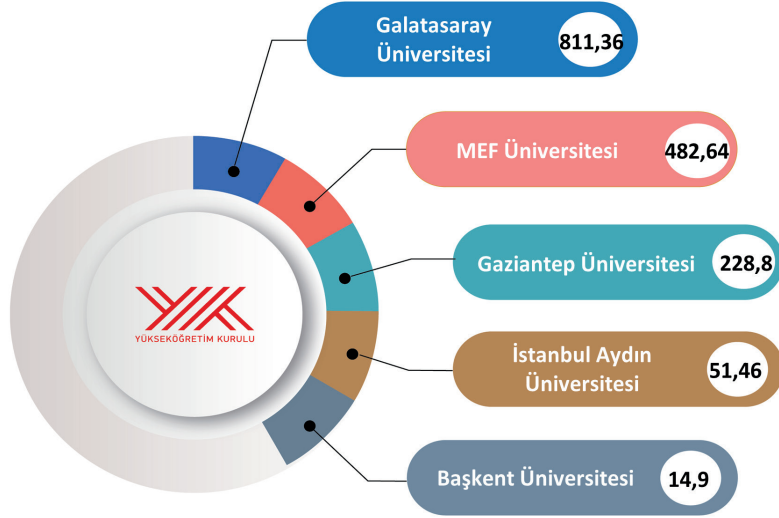 Galatasaray
Üniversitesi
811,36
MEF Üniversitesi
482,64
Gaziantep Üniversitesi
228,8
YÜKSEKÖĞRETİM KURULU
İstanbul Aydın
Üniversitesi
51,46
Başkent Üniversitesi
14,9